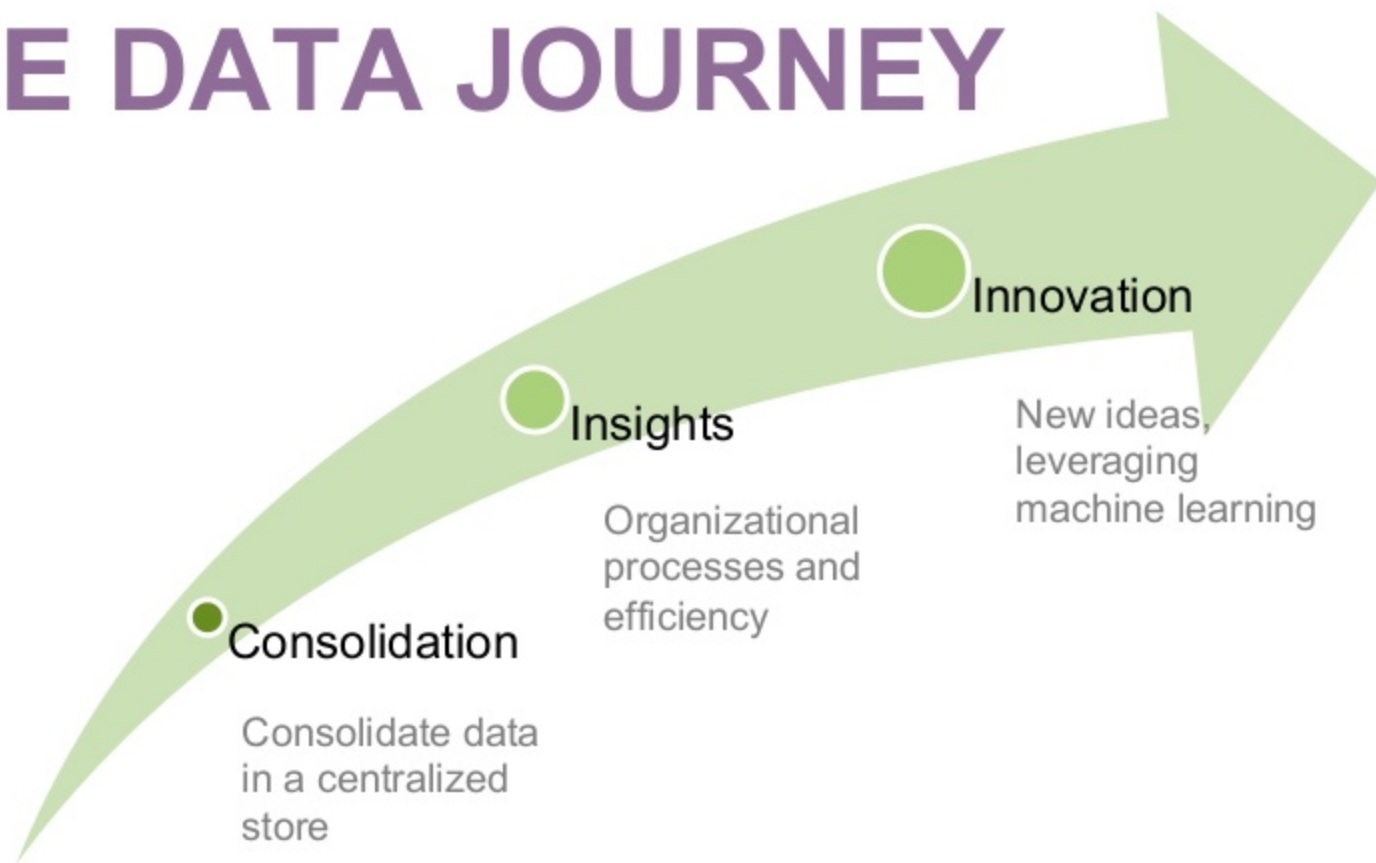 E DATA JOURNEY
Innovation
New ideas,
leveraging
machine learning
Insights
Organizational
processes and
efficiency
Consolidation
Consolidate data
in a centralized
store